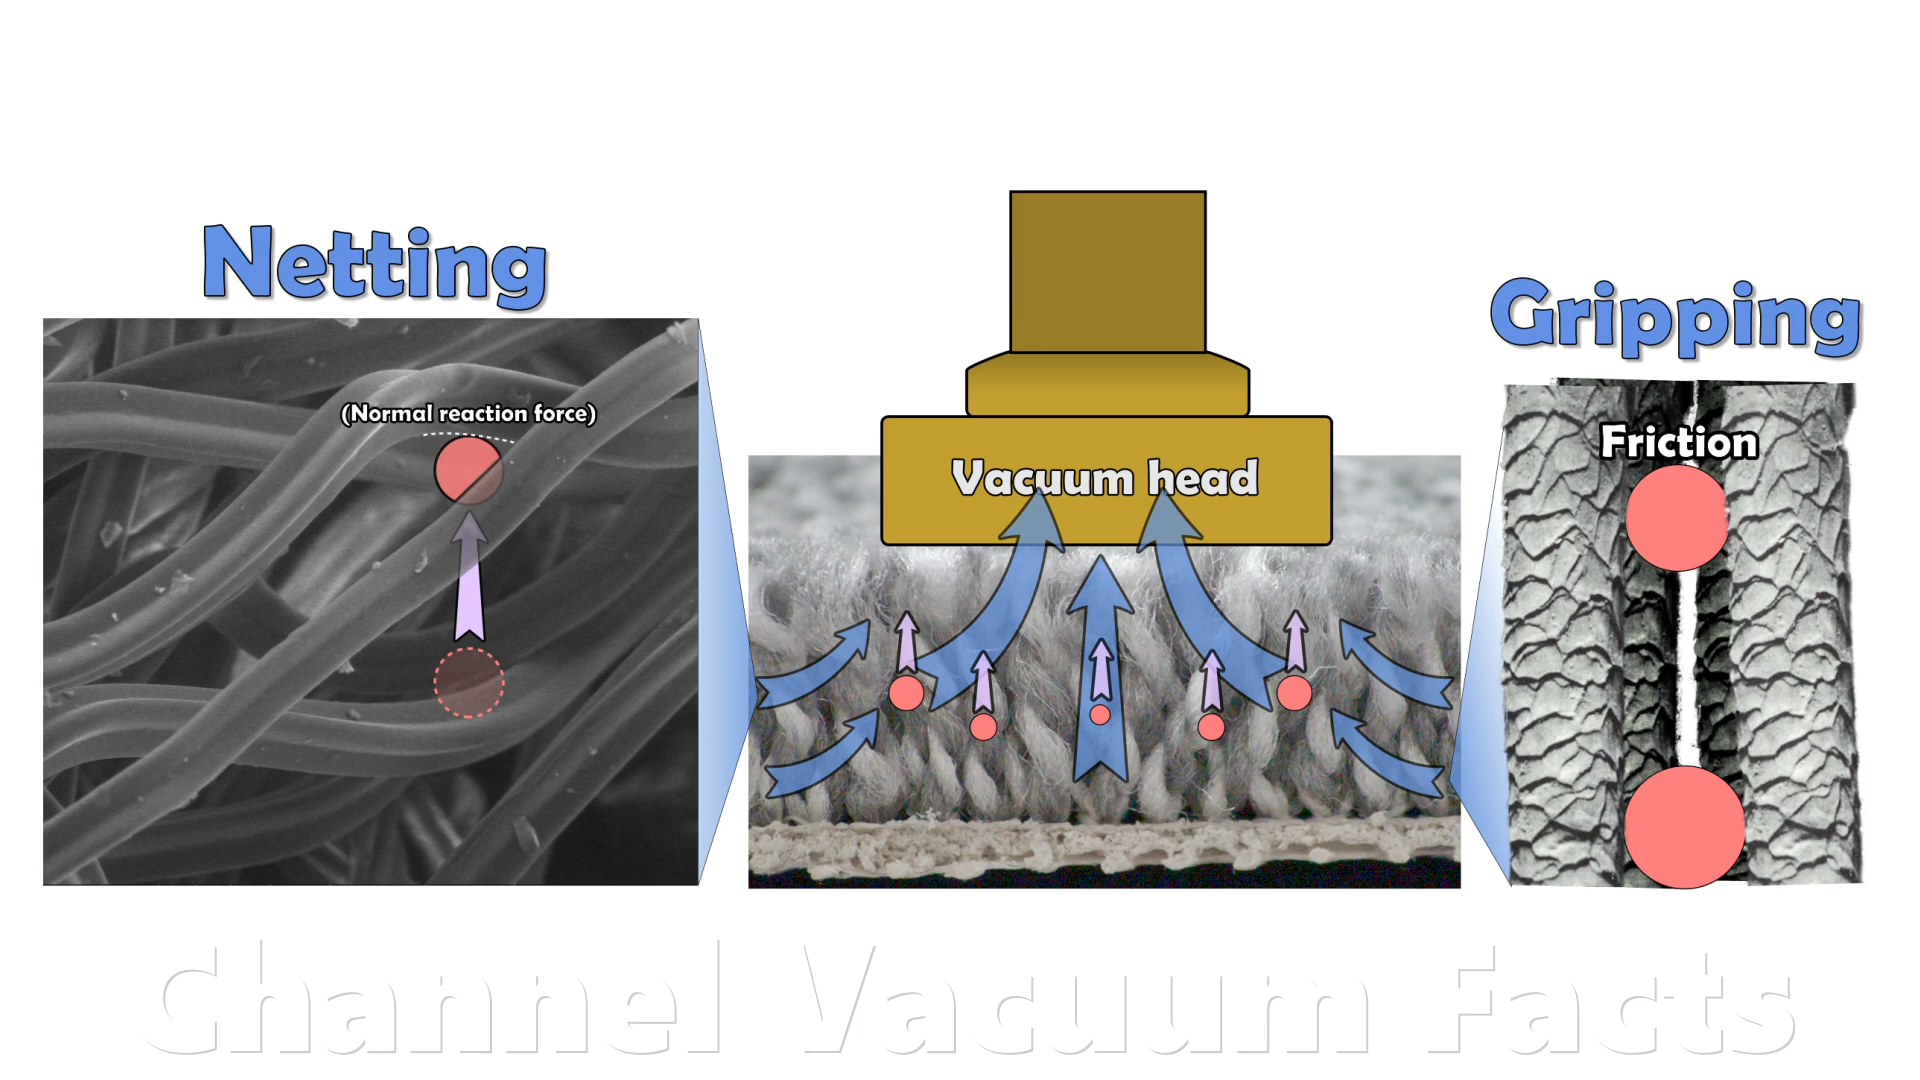 Netting
(Normal reaction force)
Vacuum head
Gripping
Friction
Channel Vacuum Facts